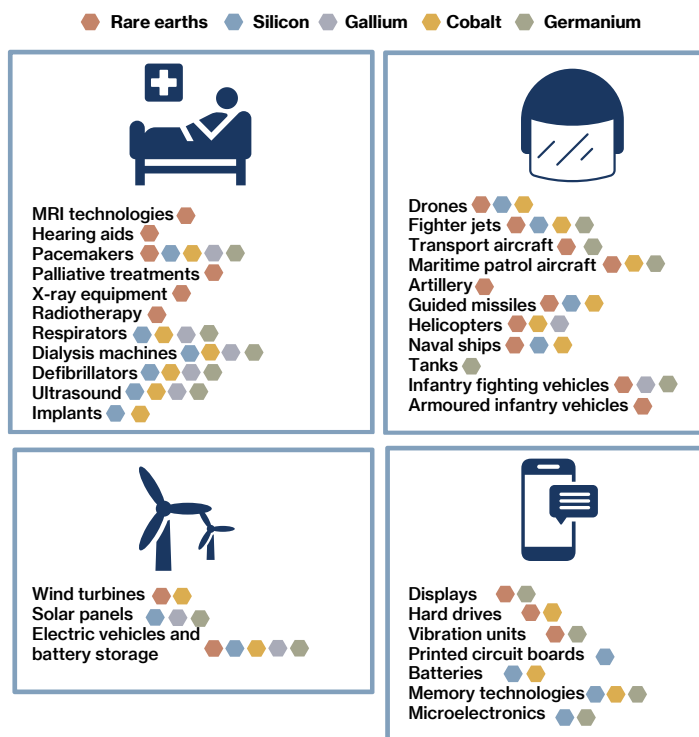 Rare earths Silicon Gallium Cobalt Germanium
MRI technologies
Hearing aids
Pacemakers
Palliative treatments
X-ray equipment
Radiotherapy
Respirators
Dialysis machines
Defibrillators
Ultrasound
Implants
Drones
Fighter jets
Transport aircraft
Maritime patrol aircraft
Artillery
Guided missiles
Helicopters
Naval ships
Tanks
Infantry fighting vehicles
Armoured infantry vehicles
Wind turbines
Solar panels
Electric vehicles and
battery storage
Displays
Hard drives
Vibration units
Printed circuit boards
Batteries
Memory technologies
Microelectronics